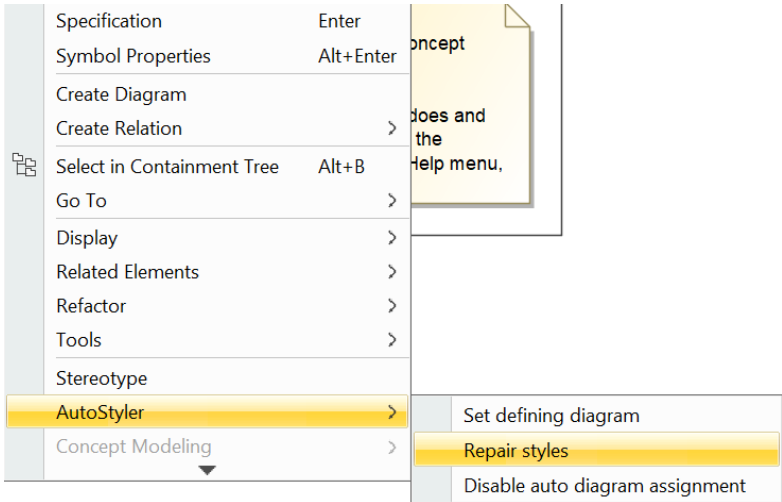 Specification Enter
Symbol Properties Alt+Enter
Create Diagram
Create Relation
Select in Containment Tree Alt+B
Go To
Display
Related Elements
Refactor
Tools
Stereotype
AutoStyler
Concept Modeling
oncept
does and
the
Help menu,
Set defining diagram
Repair styles
Disable auto diagram assignment